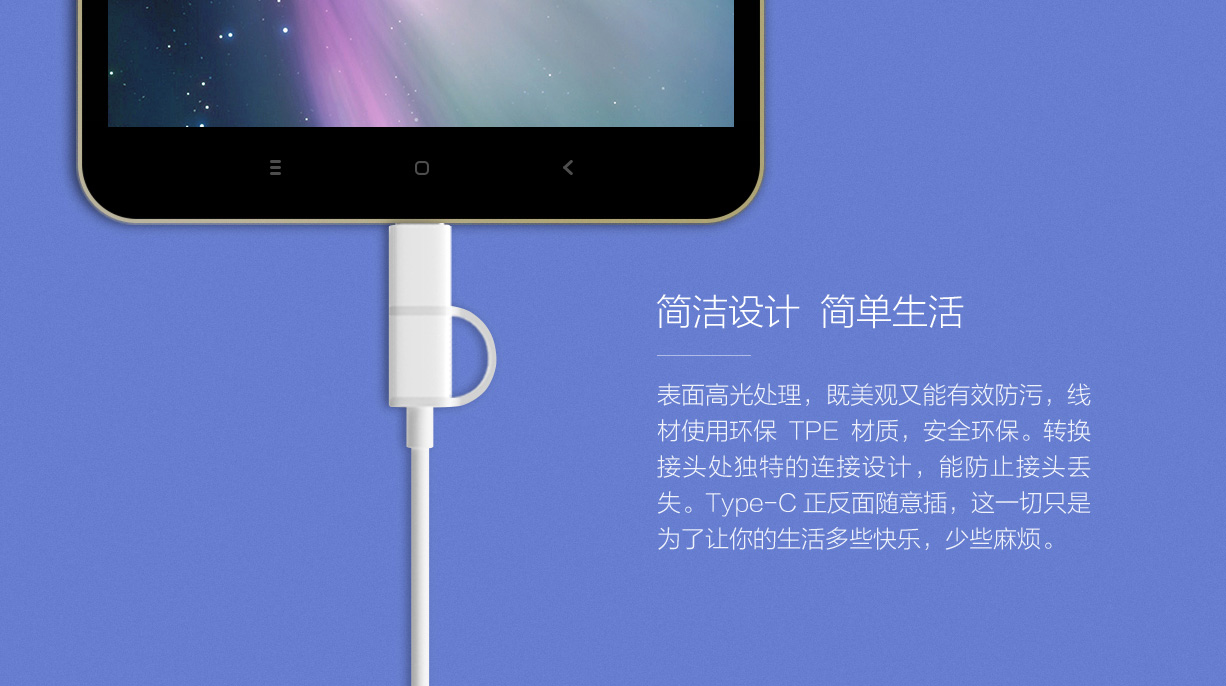 简洁设计 简单生活
表面高光处理，既美观又能有效防污，线
材使用环保 TPE 材质，安全环保。转换
接头处独特的连接设计，能防止接头丢
失。Type-C 正反面随意插，这一切只是
为了让你的生活多些快乐，少些麻烦。